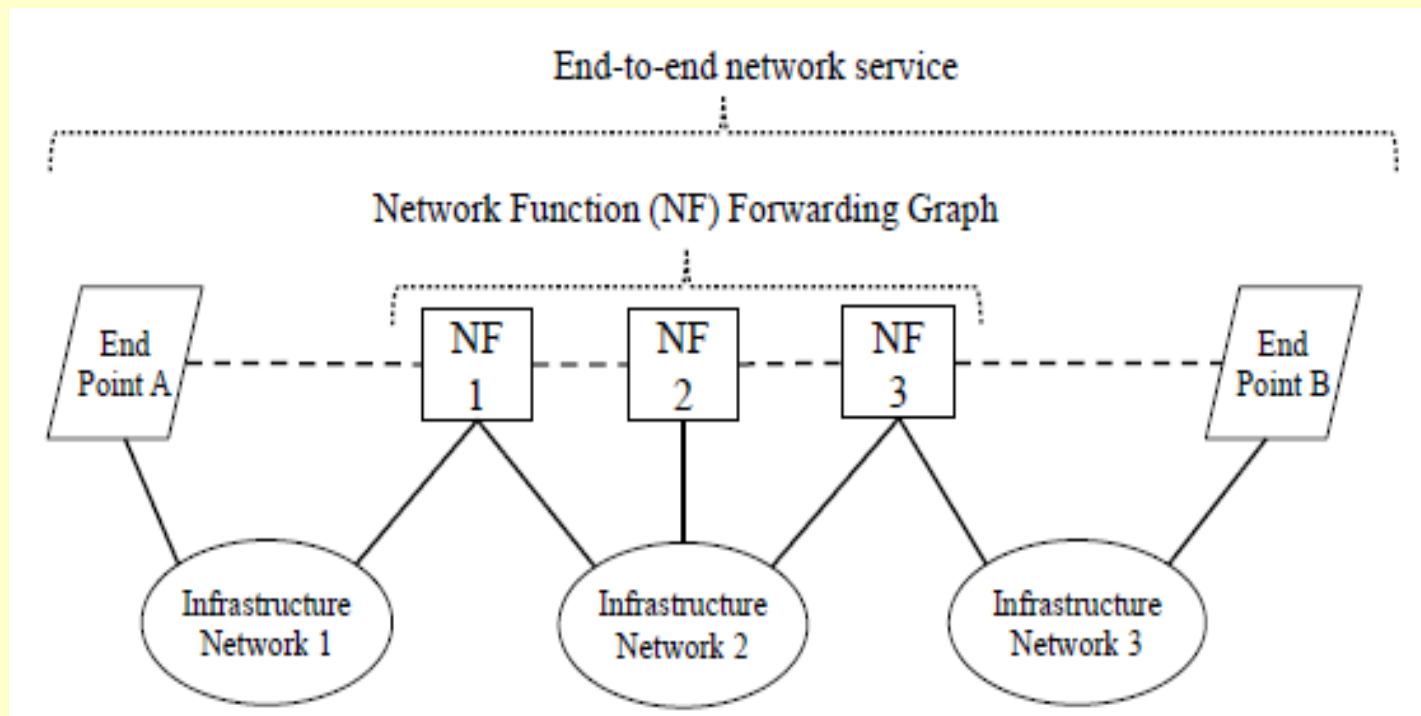 End-to-end network service
Network Function (NF) Forwarding Graph
End
Point A
NF
1
NF
2
NF
3
End
Point B
Infrastructure
Network 1
Infrastructure
Network 2
Infrastructure
Network 3